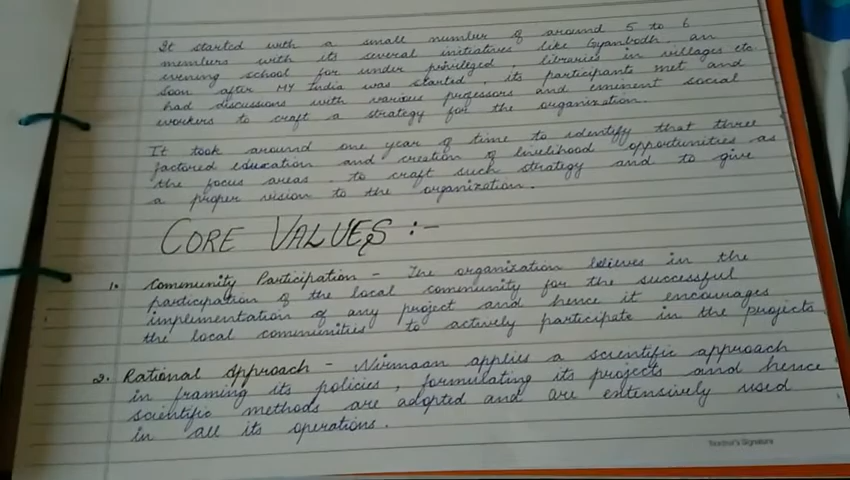 It started with a small number of around 5 to 6
members with its several initiatives like Gyanbodh an
evening school for under privileged, libraries in villages etc
Soon after MY India was started, its participants met and
had discussions with various professors and eminent social
workers to craft a strategy for the organization.
It took around one year of time to identify that three
factored education and creation of livelihood opportunities as
the focus areas. to craft such strategy and to give
a proper vision to the organization.
CORE VALUES :-
1. Community Participation - The organization believes in the
participation of the local community for the successful
implementation of any project and hence it encourages
the local communities to actively participate in the projects
2. Rational Approach - Nirmaan applies a scientific approach
in framing its policies, formulating its projects and hence
scientific methods are adopted and are extensively used
in all its operations.
Teacher's Signature